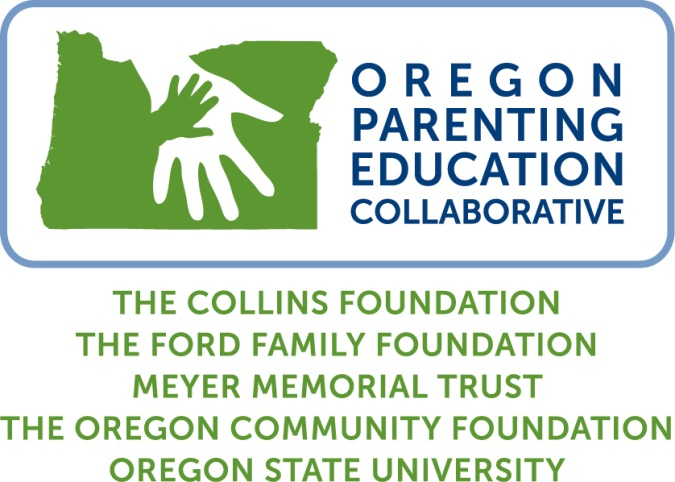 OREGON
PARENTING
EDUCATION
COLLABORATIVE
THE COLLINS FOUNDATION
THE FORD FAMILY FOUNDATION
MEYER MEMORIAL TRUST
THE OREGON COMMUNITY FOUNDATION
OREGON STATE UNIVERSITY